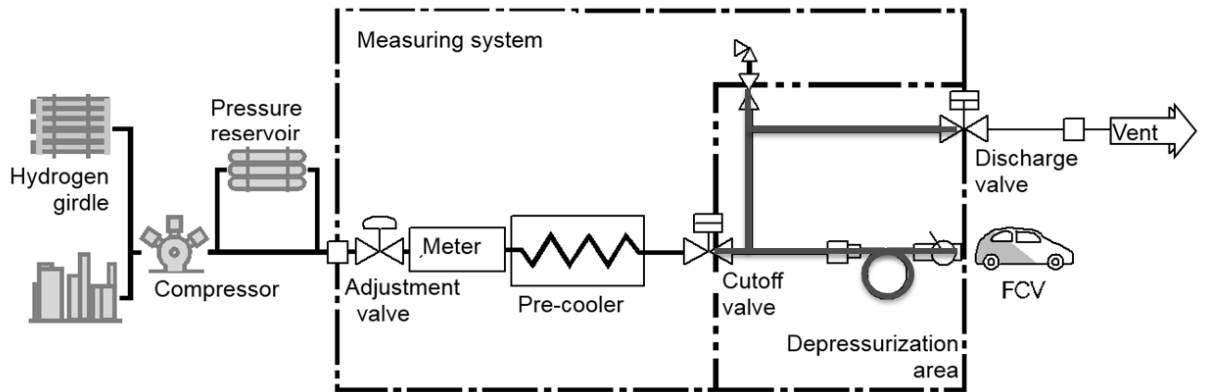 Measuring system
Pressure
reservoir
Hydrogen
girdle
Compressor
Adjustment
valve
Meter
Pre-cooler
Cutoff
valve
Discharge
valve
Vent
FCV
Depressurization
area